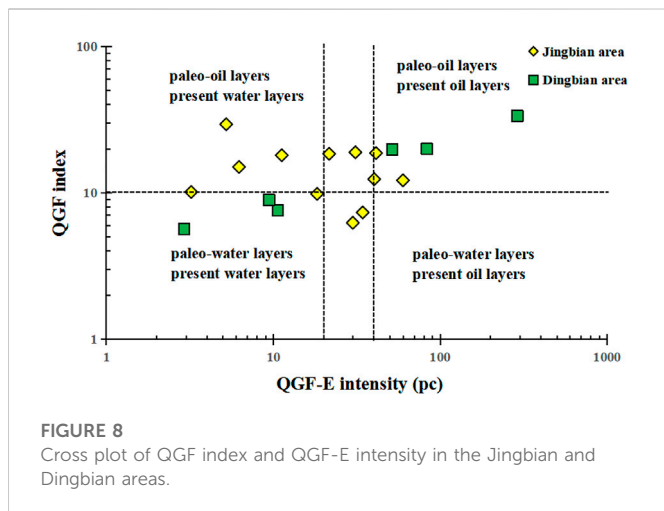 100
paleo-oil layers
present water layers
paleo-oil layers
present oil layers
Jingbian area
Dingbian area
QGF index
10
paleo-water layers
present water layers
paleo-water layers
present oil layers
1
1
10
100
1000
QGF-E intensity (pc)
FIGURE 8
Cross plot of QGF index and QGF-E intensity in the Jingbian and
Dingbian areas.